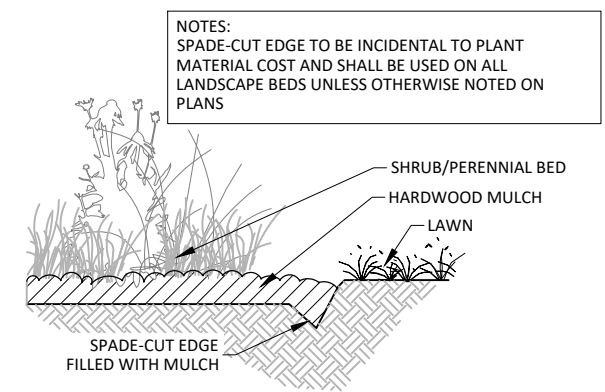 NOTES:
SPADE-CUT EDGE TO BE INCIDENTAL TO PLANT
MATERIAL COST AND SHALL BE USED ON ALL
LANDSCAPE BEDS UNLESS OTHERWISE NOTED ON
PLANS
SHRUB/PERENNIAL BED
HARDWOOD MULCH
LAWN
SPADE-CUT EDGE
FILLED WITH MULCH